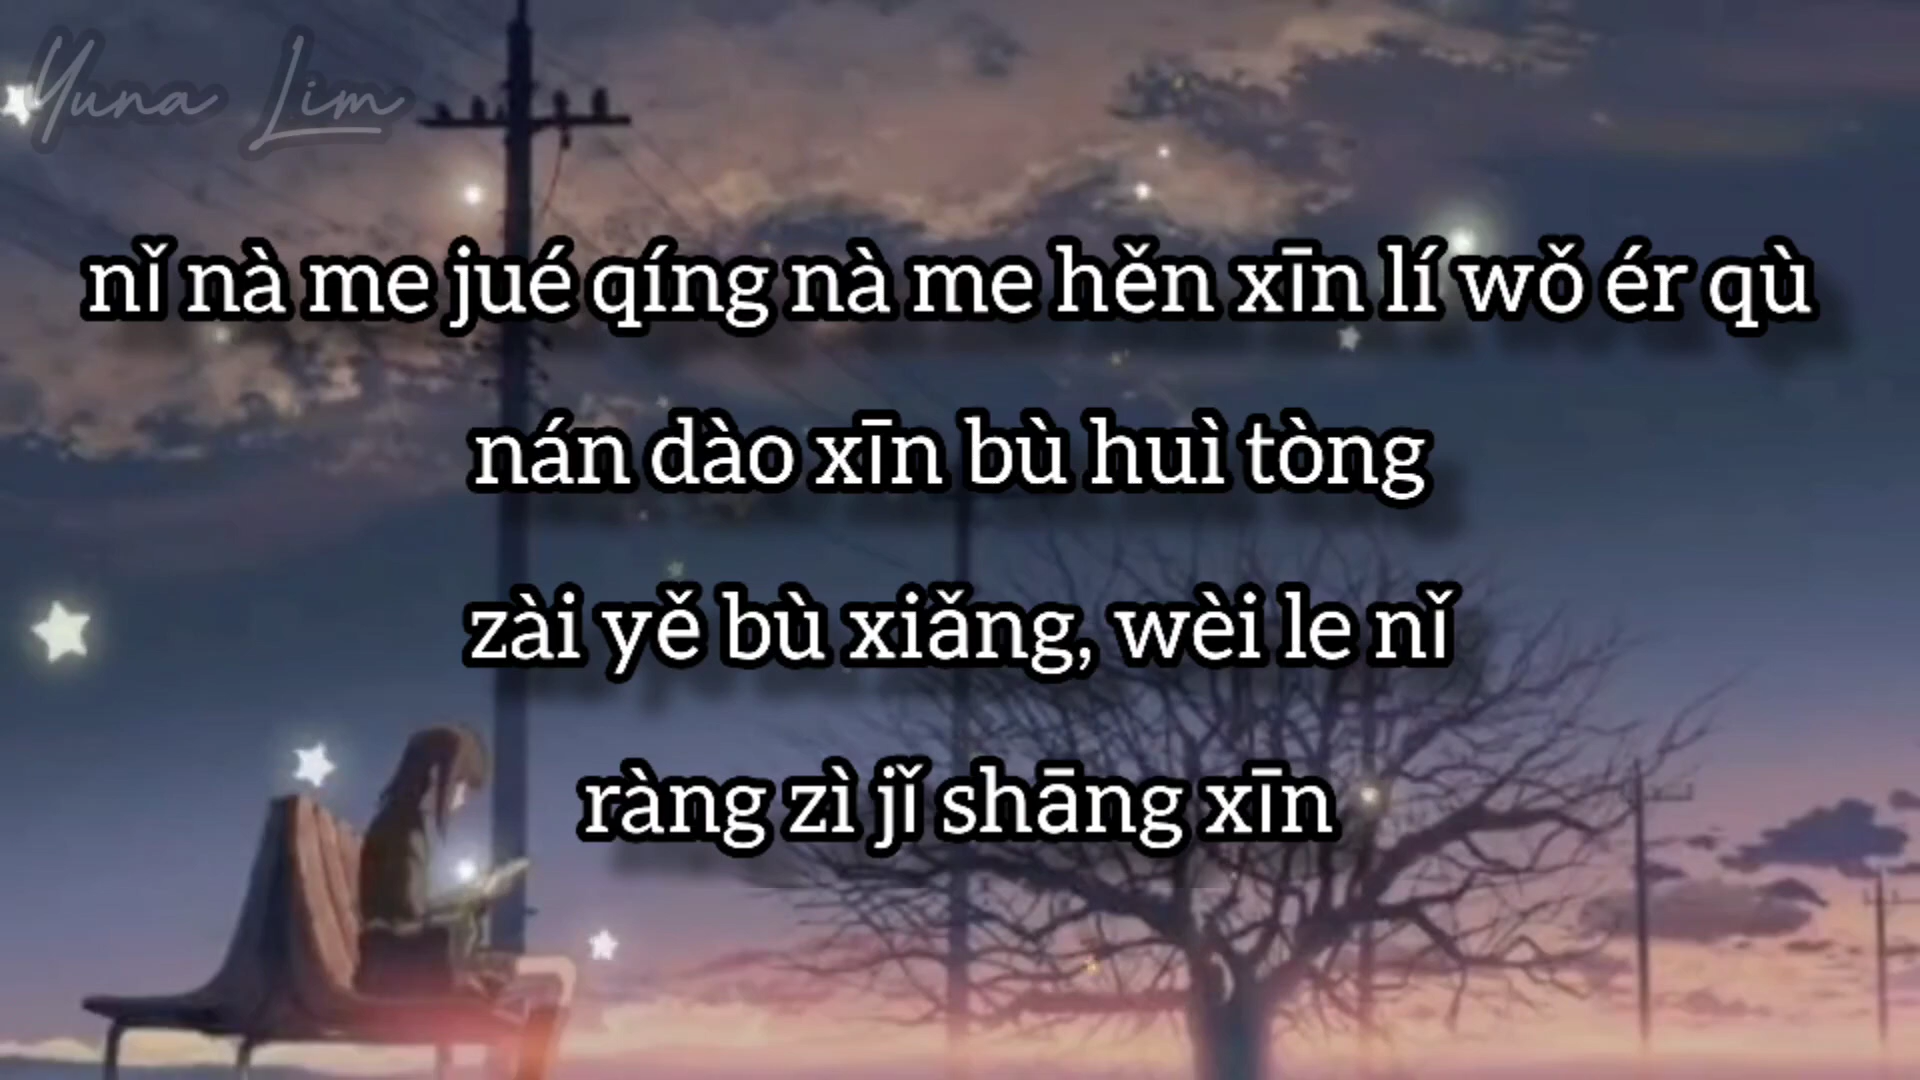 Yuna Lim
nǐ nà me jué qíng nà me hěn xīn lí wǒ ér qù
nán dào xīn bù huì tòng
zài yě bù xiǎng, wèi le nǐ
ràng zì jǐ shāng xīn